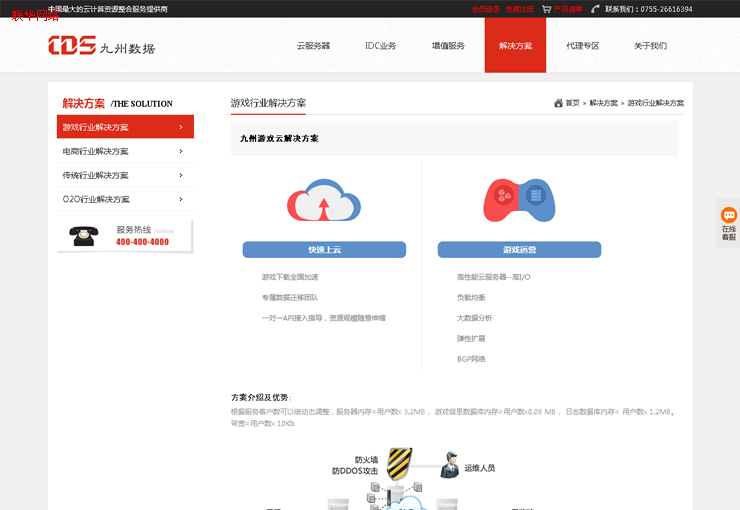 中国最大的云计算资源整合服务提供商
联华网络
会员登录 免费注册 产品清单 联系我们：0755-26616394
CDS 九州数据
云服务器 IDC业务 增值服务 解决方案 代理专区 关于我们
解决方案 /THE SOLUTION
游戏行业解决方案
电商行业解决方案
传统行业解决方案
O2O行业解决方案
服务热线 Hotline
400-400-4000
游戏行业解决方案
首页 > 解决方案 > 游戏行业解决方案
九州游戏云解决方案
快速上云
游戏下载全国加速
专属数据迁移团队
一对一API接入指导，资源规模随意伸缩
游戏运营
高性能云服务器--高I/O
负载均衡
大数据分析
弹性扩展
BGP网络
在线
客服
方案介绍及优势：
根据服务客户数可以做动态调整，服务器内存=用户数x 3.2MB， 游戏信息数据库内存=用户数x0.06 MB， 日志数据库内存= 用户数x 1.2MB。
带宽=用户数x 10Kb
防火墙
防DDOS攻击
运维人员